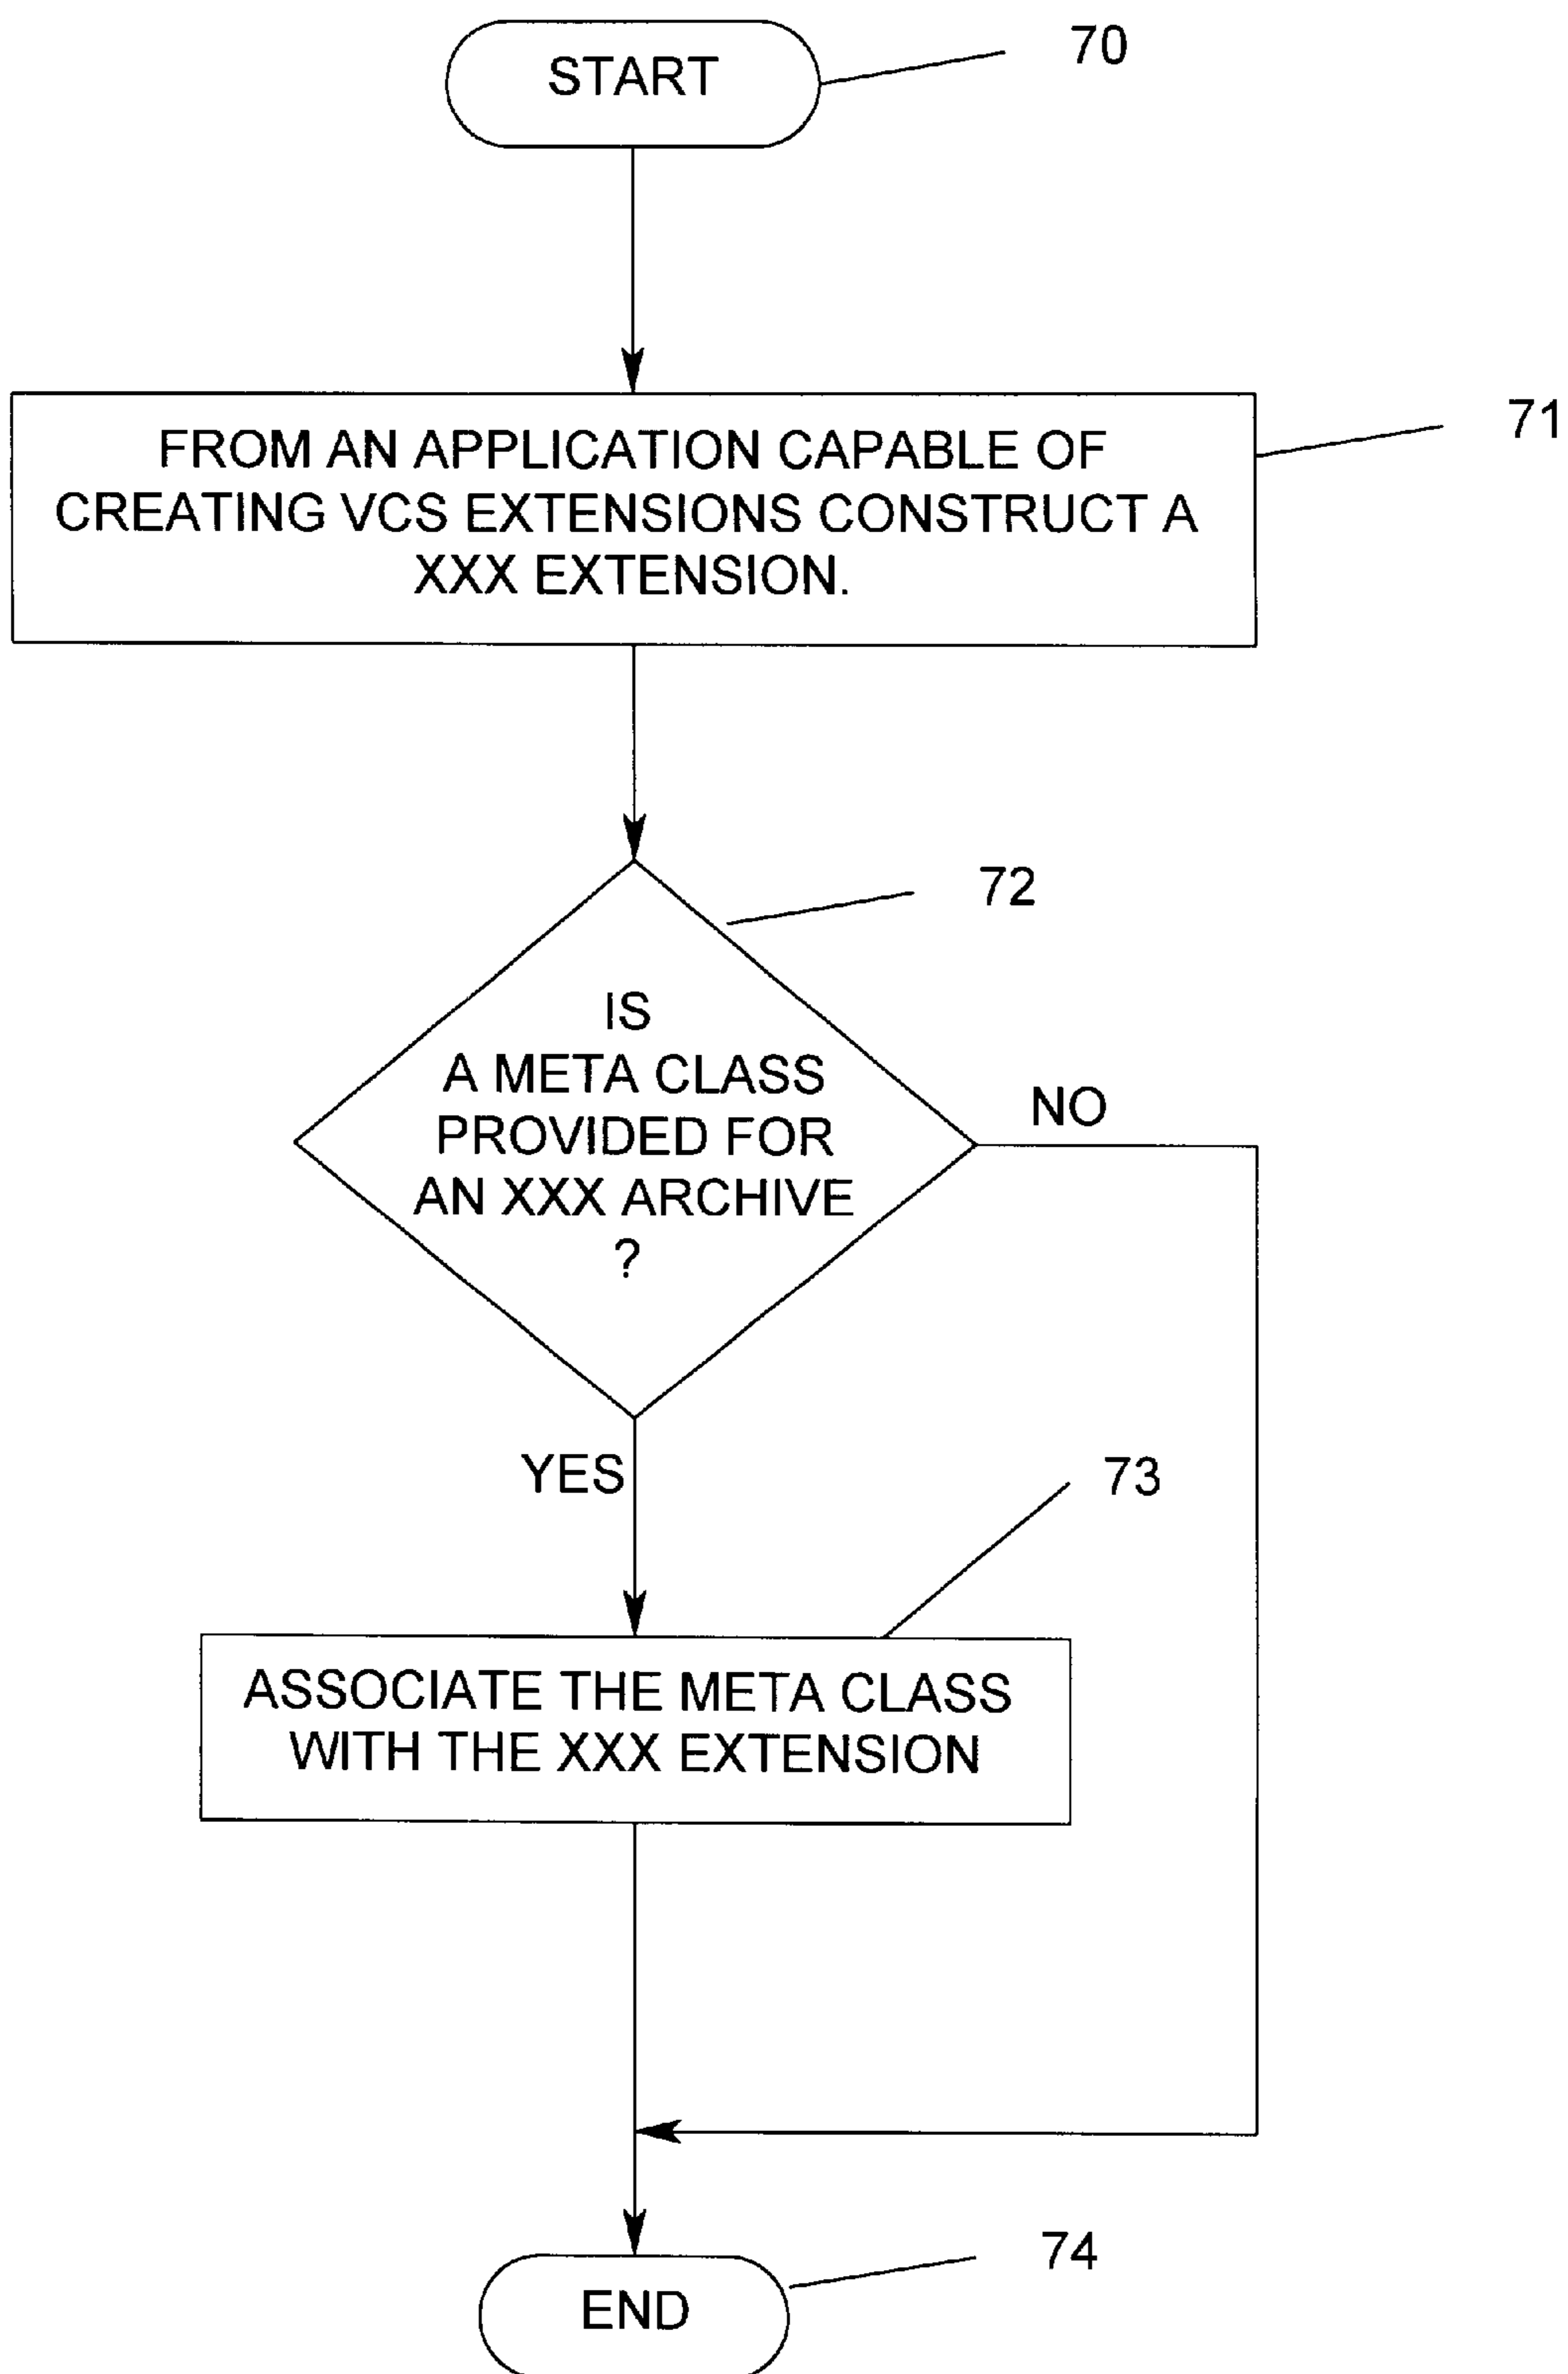 START
70
FROM AN APPLICATION CAPABLE OF
CREATING VCS EXTENSIONS CONSTRUCT A
XXX EXTENSION.
71
72
IS
A META CLASS
PROVIDED FOR
AN XXX ARCHIVE
?
NO
YES
73
ASSOCIATE THE META CLASS
WITH THE XXX EXTENSION
74
END